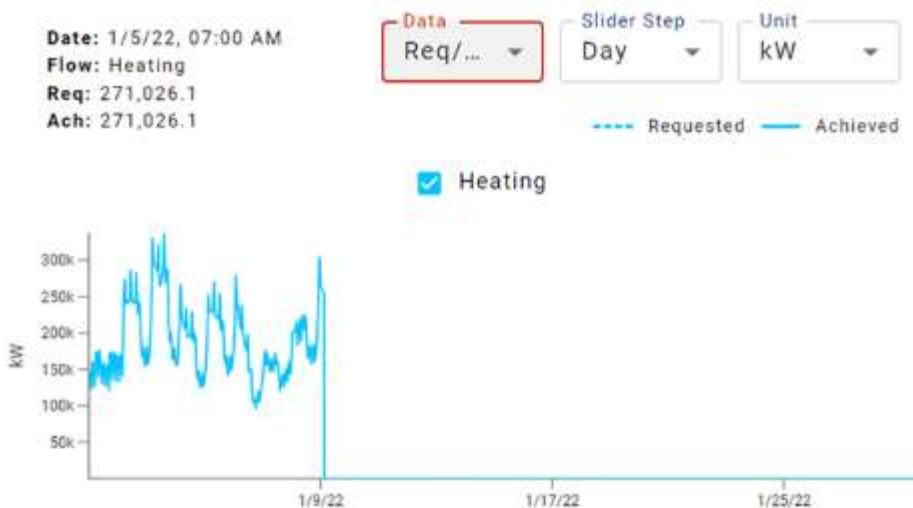 Date: 1/5/22, 07:00 AM
Flow: Heating
Req: 271,026.1
Ach: 271,026.1
Data
Req/...
Slider Step
Day
Unit
kW
Requested
Achieved
Heating
kW
300k
250k
200k
150k
100k
50k
1/9/22
1/17/22
1/25/22